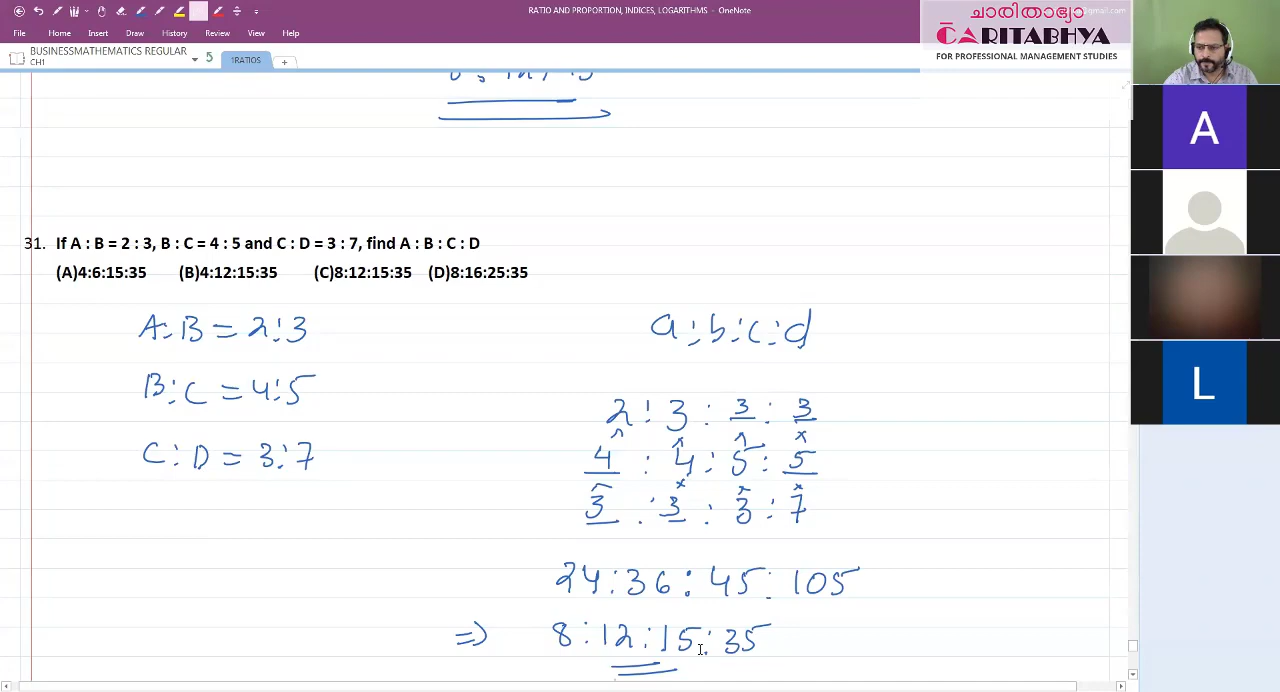 RATIO AND PROPORTION, INDICES, LOGARITHMS - OneNote
@gmail.com
ചാരിതാഭ്യാ
CARITABHYA
FOR PROFESSIONAL MANAGEMENT STUDIES
File Home Insert Draw History Review View Help
BUSINESSMATHEMATICS REGULAR
CH1
5
1RATIOS
31. If A : B = 2 : 3, B : C = 4 : 5 and C : D = 3 : 7, find A : B : C : D
(A)4:6:15:35 (B)4:12:15:35 (C)8:12:15:35 (D)8:16:25:35
A:B = 2:3
B:C = 4:5
C:D = 3:7
a:b:c:d
2:3:3:3
× × × ×
4:4:5:5
× × × ×
3:3:3:7
24:36:45:105
⇒ 8:12:15:35
A
L